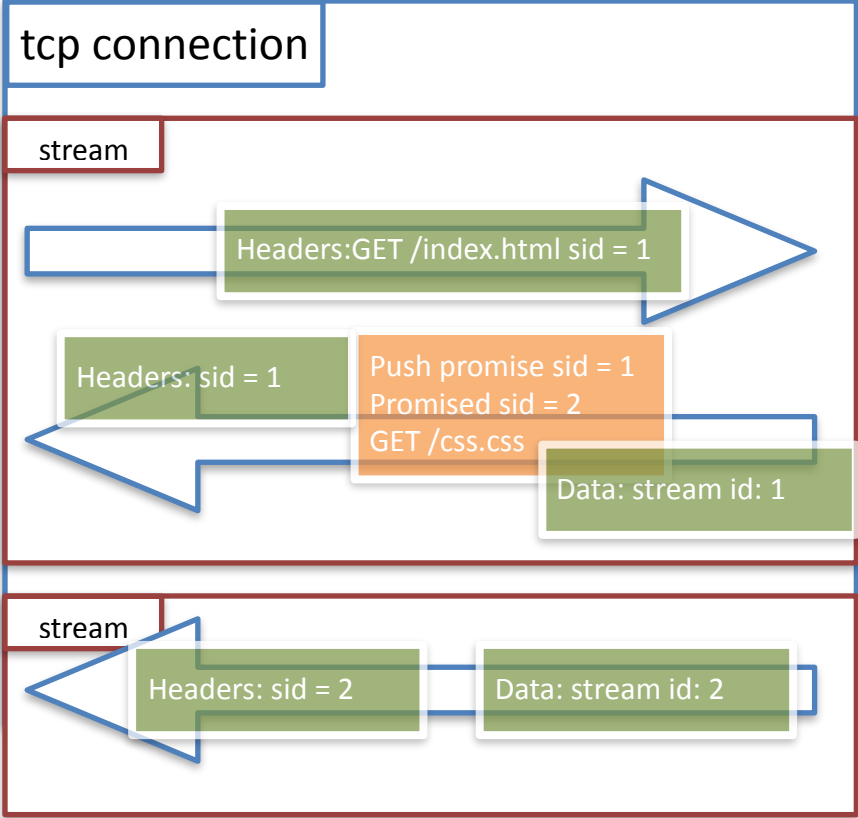 tcp connection
stream
Headers:GET /index.html sid = 1
Headers: sid = 1
Push promise sid = 1
Promised sid = 2
GET /css.css
Data: stream id: 1
stream
Headers: sid = 2
Data: stream id: 2